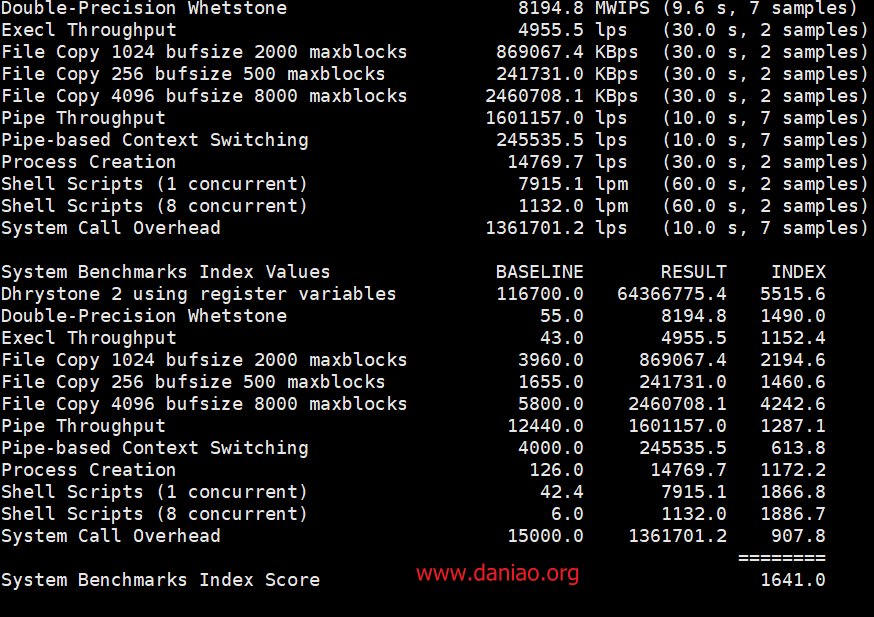 Double-Precision Whetstone                     8194.8 MWIPS (9.6 s, 7 samples)
Execl Throughput                               4955.5 lps   (30.0 s, 2 samples)
File Copy 1024 bufsize 2000 maxblocks        869067.4 KBps  (30.0 s, 2 samples)
File Copy 256 bufsize 500 maxblocks          241731.0 KBps  (30.0 s, 2 samples)
File Copy 4096 bufsize 8000 maxblocks       2460708.1 KBps  (30.0 s, 2 samples)
Pipe Throughput                             1601157.0 lps   (10.0 s, 7 samples)
Pipe-based Context Switching                 245535.5 lps   (10.0 s, 7 samples)
Process Creation                              14769.7 lps   (30.0 s, 2 samples)
Shell Scripts (1 concurrent)                   7915.1 lpm   (60.0 s, 2 samples)
Shell Scripts (8 concurrent)                   1132.0 lpm   (60.0 s, 2 samples)
System Call Overhead                        1361701.2 lps   (10.0 s, 7 samples)
System Benchmarks Index Values               BASELINE       RESULT    INDEX
Dhrystone 2 using register variables         116700.0   64366775.4   5515.6
Double-Precision Whetstone                       55.0       8194.8   1490.0
Execl Throughput                                 43.0       4955.5   1152.4
File Copy 1024 bufsize 2000 maxblocks          3960.0     869067.4   2194.6
File Copy 256 bufsize 500 maxblocks            1655.0     241731.0   1460.6
File Copy 4096 bufsize 8000 maxblocks          5800.0    2460708.1   4242.6
Pipe Throughput                               12440.0    1601157.0   1287.1
Pipe-based Context Switching                   4000.0     245535.5    613.8
Process Creation                                126.0      14769.7   1172.2
Shell Scripts (1 concurrent)                     42.4       7915.1   1866.8
Shell Scripts (8 concurrent)                      6.0       1132.0   1886.7
System Call Overhead                          15000.0    1361701.2    907.8
========
System Benchmarks Index Score                                        1641.0
www.daniao.org